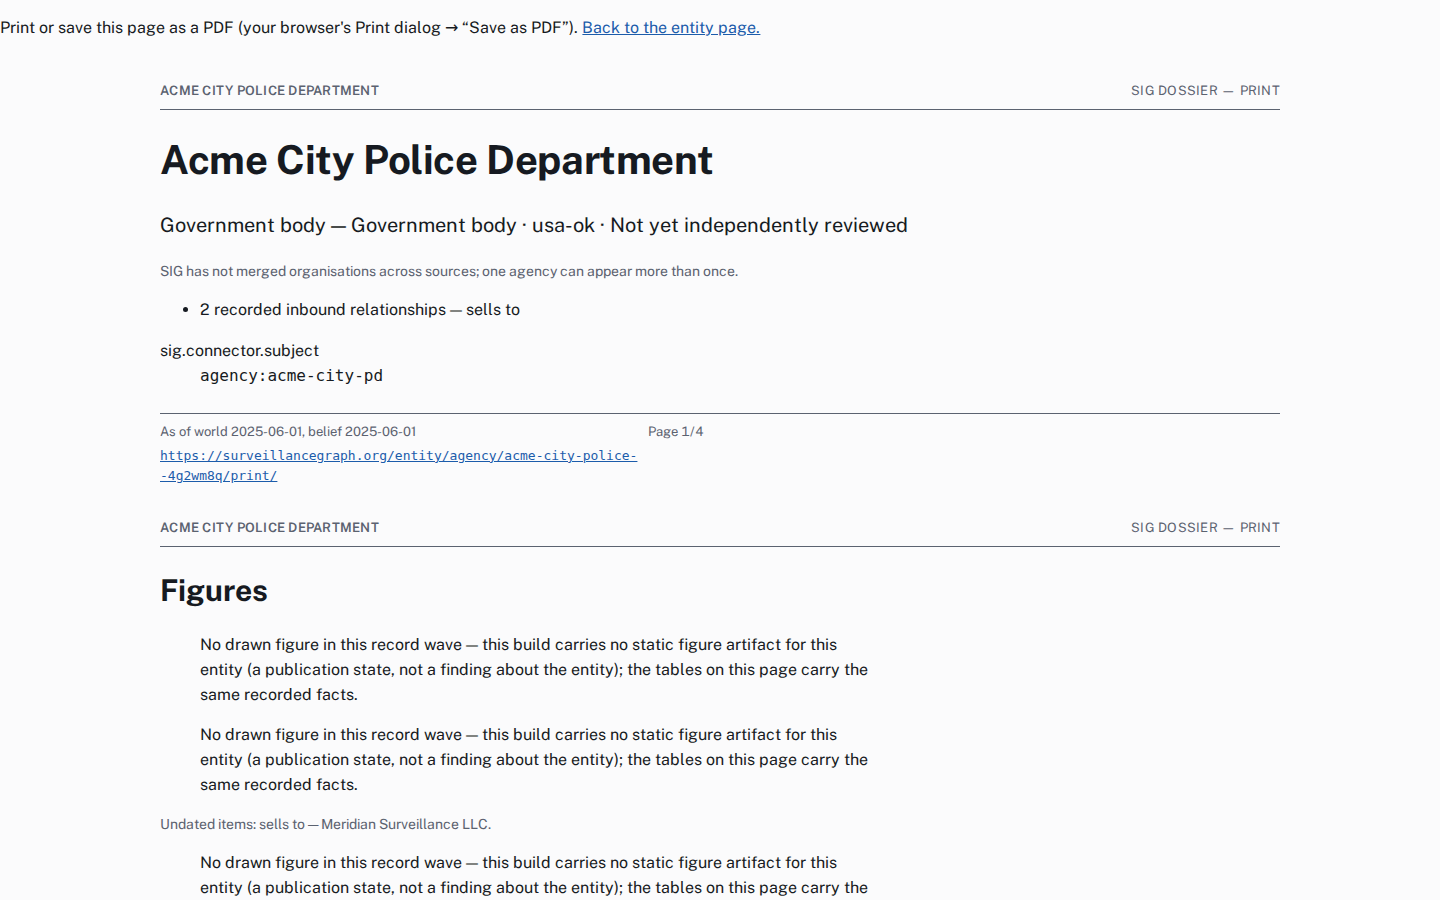 Print or save this page as a PDF (your browser's Print dialog → “Save as PDF”). Back to the entity page.
ACME CITY POLICE DEPARTMENT
SIG DOSSIER — PRINT
Acme City Police Department
Government body — Government body · usa-ok · Not yet independently reviewed
SIG has not merged organisations across sources; one agency can appear more than once.
• 2 recorded inbound relationships — sells to
sig.connector.subject
agency:acme-city-pd
As of world 2025-06-01, belief 2025-06-01
Page 1/4
https://surveillancegraph.org/entity/agency/acme-city-police-
-4g2wm8q/print/
ACME CITY POLICE DEPARTMENT
SIG DOSSIER — PRINT
Figures
No drawn figure in this record wave — this build carries no static figure artifact for this
entity (a publication state, not a finding about the entity); the tables on this page carry the
same recorded facts.
No drawn figure in this record wave — this build carries no static figure artifact for this
entity (a publication state, not a finding about the entity); the tables on this page carry the
same recorded facts.
Undated items: sells to — Meridian Surveillance LLC.
No drawn figure in this record wave — this build carries no static figure artifact for this
entity (a publication state, not a finding about the entity); the tables on this page carry the